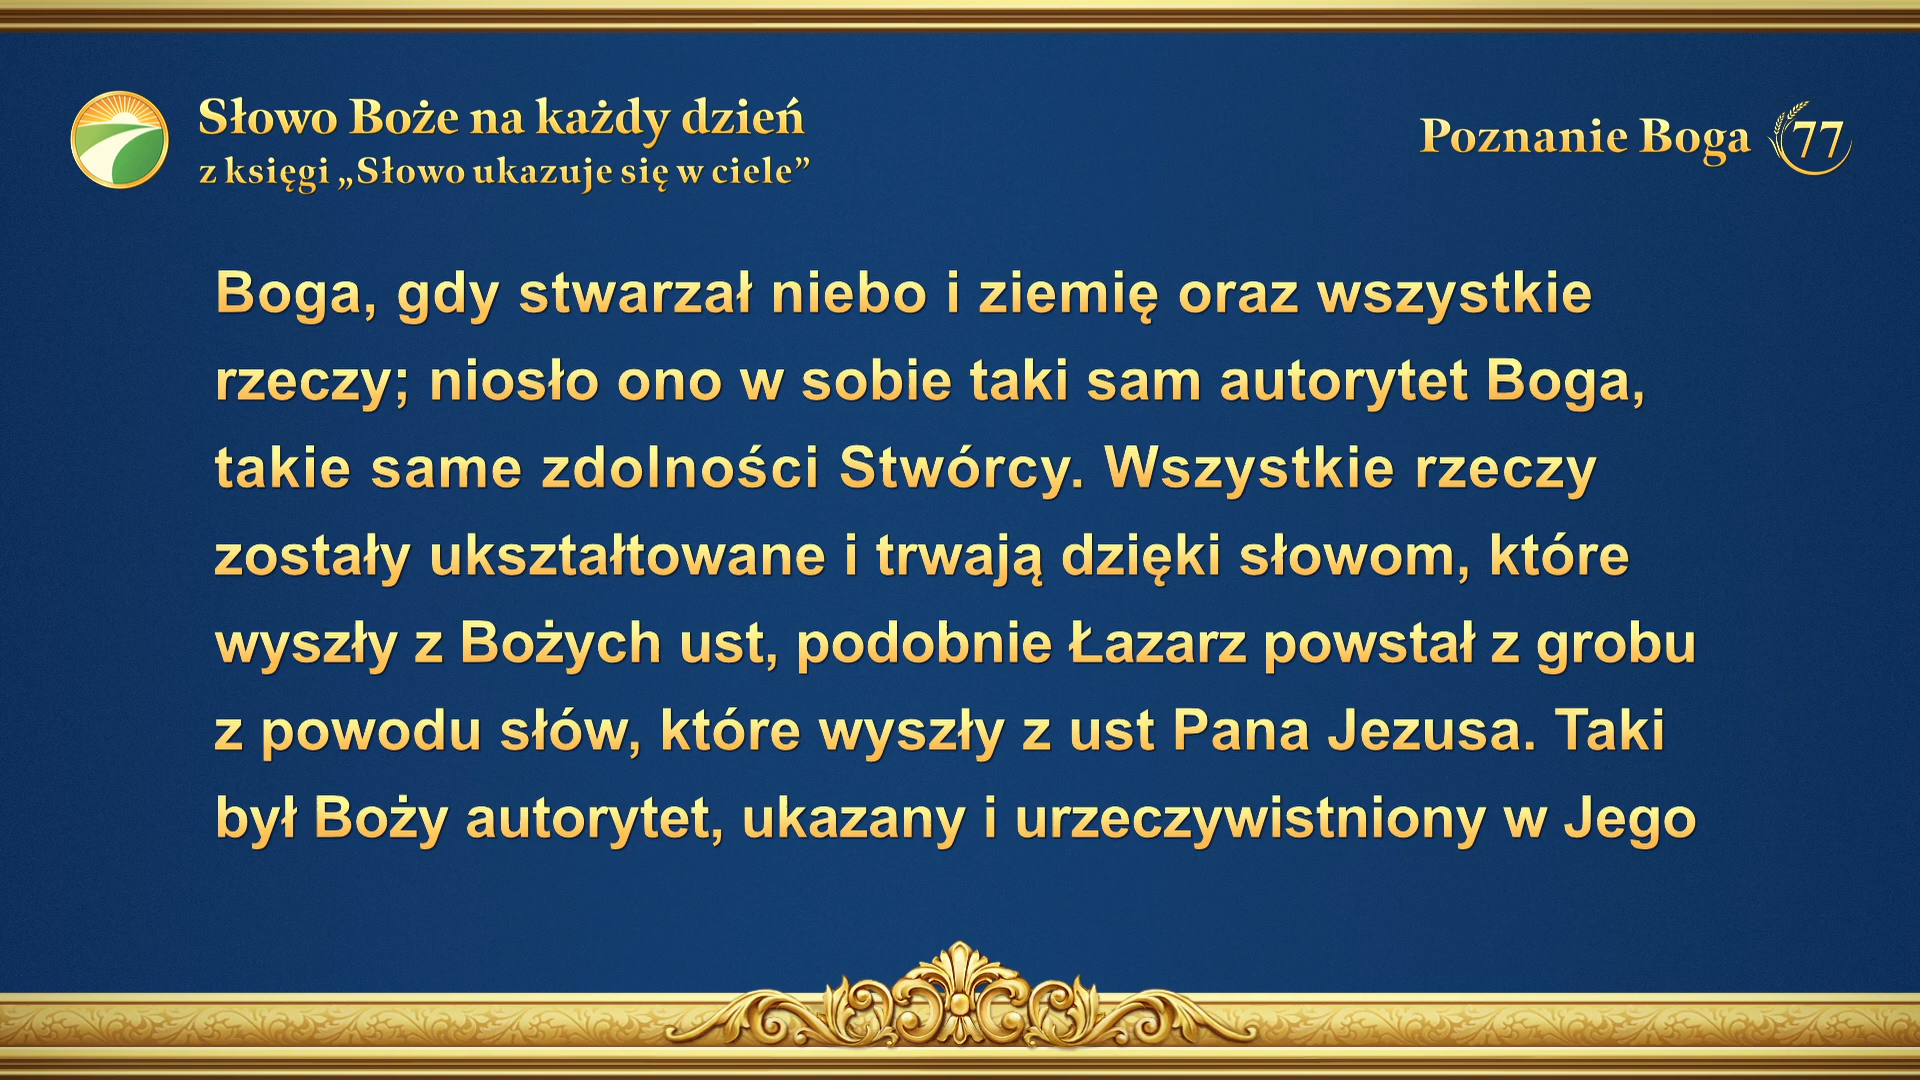 Słowo Boże na każdy dzień
z księgi „Słowo ukazuje się w ciele”
Poznanie Boga 77
Boga, gdy stwarzał niebo i ziemię oraz wszystkie
rzeczy; niosło ono w sobie taki sam autorytet Boga,
takie same zdolności Stwórcy. Wszystkie rzeczy
zostały ukształtowane i trwają dzięki słowom, które
wyszły z Bożych ust, podobnie Łazarz powstał z grobu
z powodu słów, które wyszły z ust Pana Jezusa. Taki
był Boży autorytet, ukazany i urzeczywistniony w Jego